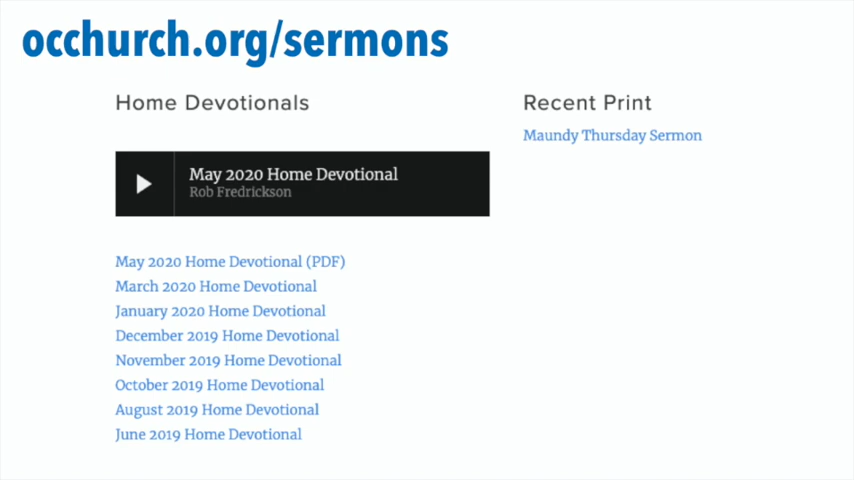 occhurch.org/sermons
Home Devotionals
May 2020 Home Devotional
Rob Fredrickson
May 2020 Home Devotional (PDF)
March 2020 Home Devotional
January 2020 Home Devotional
December 2019 Home Devotional
November 2019 Home Devotional
October 2019 Home Devotional
August 2019 Home Devotional
June 2019 Home Devotional
Recent Print
Maundy Thursday Sermon